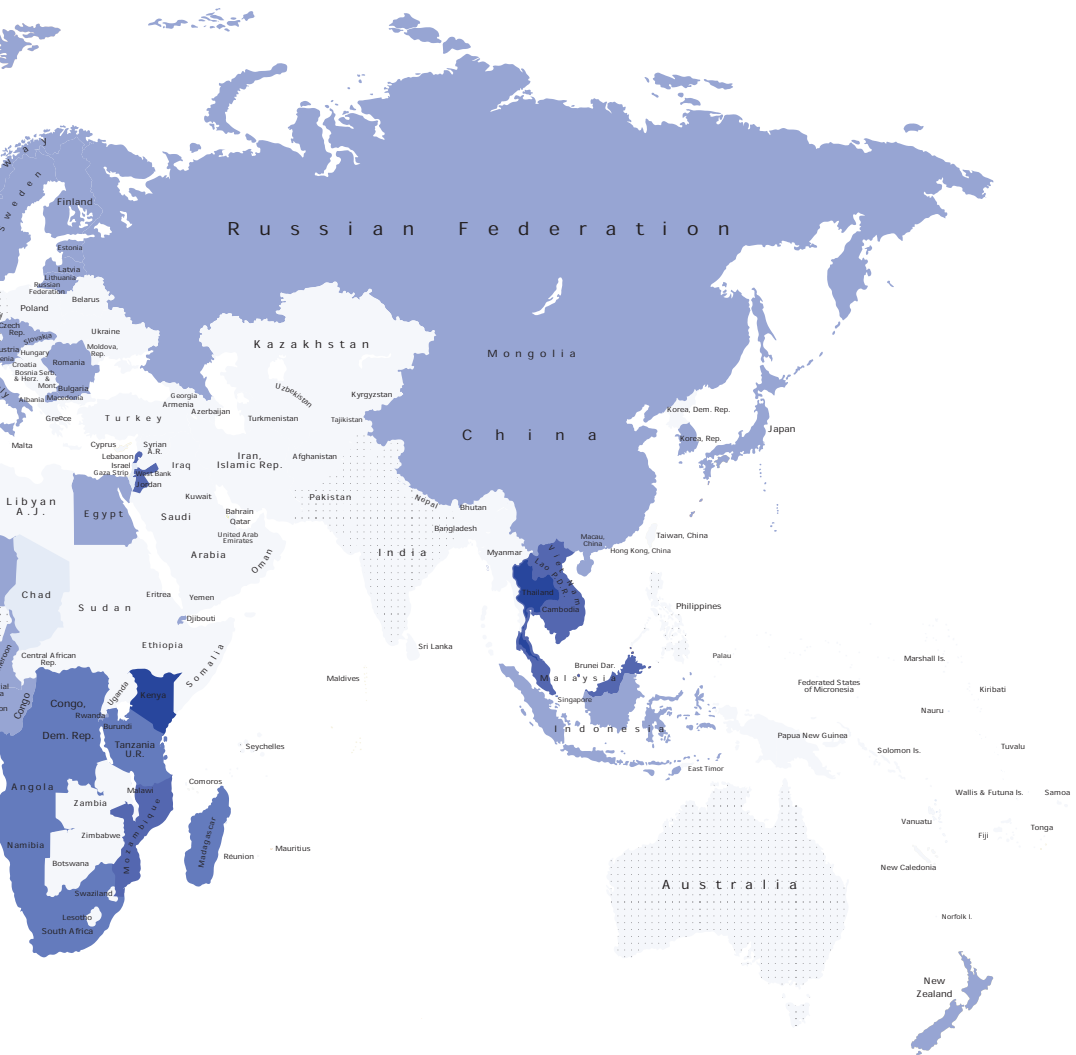 w a y
S w e d e n
Finland
Russian Federation
Estonia
Latvia
Lithuania
Russian
Federation
Belarus
Poland
Czech
Rep.
Slovakia
Ukraine
Moldova,
Rep.
Hungary
Romania
Croatia
Bosnia Serb.
& Herz. &
Mont.
Bulgaria
Albania
Macedonia
Greece
Malta
Kazakhstan
Mongolia
Uzbekistan
Kyrgyzstan
Georgia
Armenia
Azerbaijan
Turkmenistan
Tajikistan
Turkey
China
Korea, Dem. Rep.
Korea, Rep.
Japan
Cyprus
Syrian
A.R.
Lebanon
Israel
Gaza Strip
West Bank
Jordan
Iraq
Iran,
Islamic Rep.
Afghanistan
Pakistan
Nepal
Bhutan
Bangladesh
India
Kuwait
Bahrain
Qatar
United Arab
Emirates
Saudi
Arabia
Oman
Yemen
Libyan
A.J.
Egypt
Chad
Sudan
Eritrea
Djibouti
Ethiopia
Somalia
Central African
Rep.
Myanmar
Macau,
China
Hong Kong, China
Taiwan, China
Viet Nam
Lao P.D.R.
Thailand
Cambodia
Philippines
Sri Lanka
Maldives
Brunei Dar.
Malaysia
Singapore
Indonesia
Palau
Marshall Is.
Federated States
of Micronesia
Kiribati
Nauru
Papua New Guinea
Solomon Is.
Tuvalu
East Timor
Congo
Congo,
Dem. Rep.
Uganda
Kenya
Rwanda
Burundi
Tanzania
U.R.
Seychelles
Comoros
Angola
Zambia
Malawi
Mozambique
Zimbabwe
Namibia
Botswana
Madagascar
Réunion
Mauritius
Swaziland
Lesotho
South Africa
Wallis & Futuna Is.
Samoa
Vanuatu
Fiji
Tonga
New Caledonia
Australia
Norfolk I.
New
Zealand